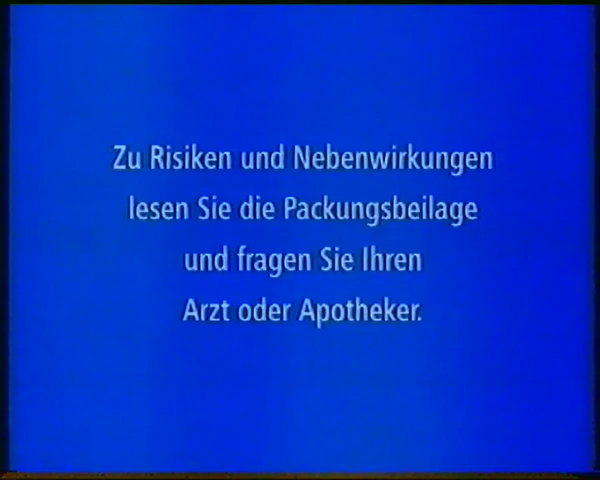 Zu Risiken und Nebenwirkungen
lesen Sie die Packungsbeilage
und fragen Sie Ihren
Arzt oder Apotheker.